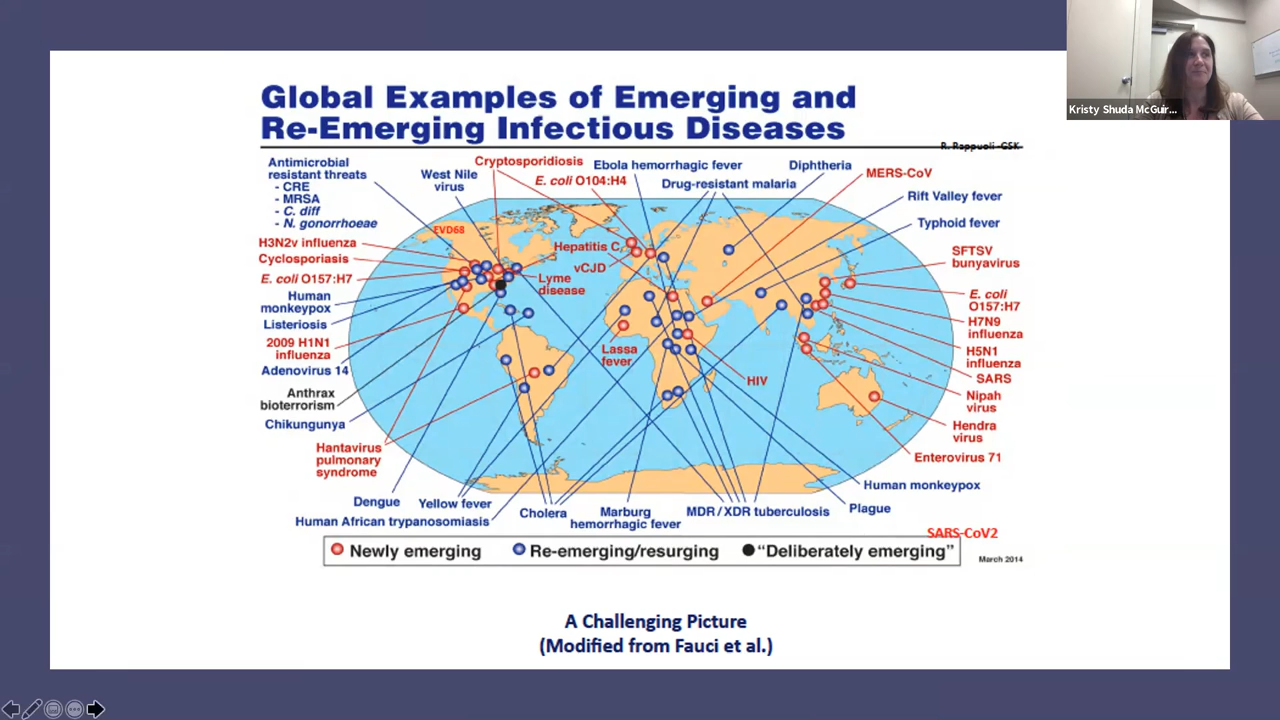 Kristy Shuda McGuir...
Global Examples of Emerging and
Re-Emerging Infectious Diseases
R. Rappuoli -GSK
Antimicrobial
resistant threats
- CRE
- MRSA
- C. diff
- N. gonorrhoeae
West Nile
virus
Cryptosporidiosis
E. coli O104:H4
Ebola hemorrhagic fever
Drug-resistant malaria
Diphtheria
MERS-CoV
Rift Valley fever
Typhoid fever
EVD68
H3N2v influenza
Cyclosporiasis
E. coli O157:H7
Human
monkeypox
Listeriosis
2009 H1N1
influenza
Adenovirus 14
Anthrax
bioterrorism
Chikungunya
Hantavirus
pulmonary
syndrome
Hepatitis C
vCJD
Lyme
disease
Lassa
fever
HIV
SFTSV
bunyavirus
E. coli
O157:H7
H7N9
influenza
H5N1
influenza
SARS
Nipah
virus
Hendra
virus
Enterovirus 71
Human monkeypox
Plague
Dengue
Yellow fever
Human African trypanosomiasis
Cholera
Marburg
hemorrhagic fever
MDR / XDR tuberculosis
SARS-CoV2
Newly emerging
Re-emerging/resurging
“Deliberately emerging”
March 2014
A Challenging Picture
(Modified from Fauci et al.)